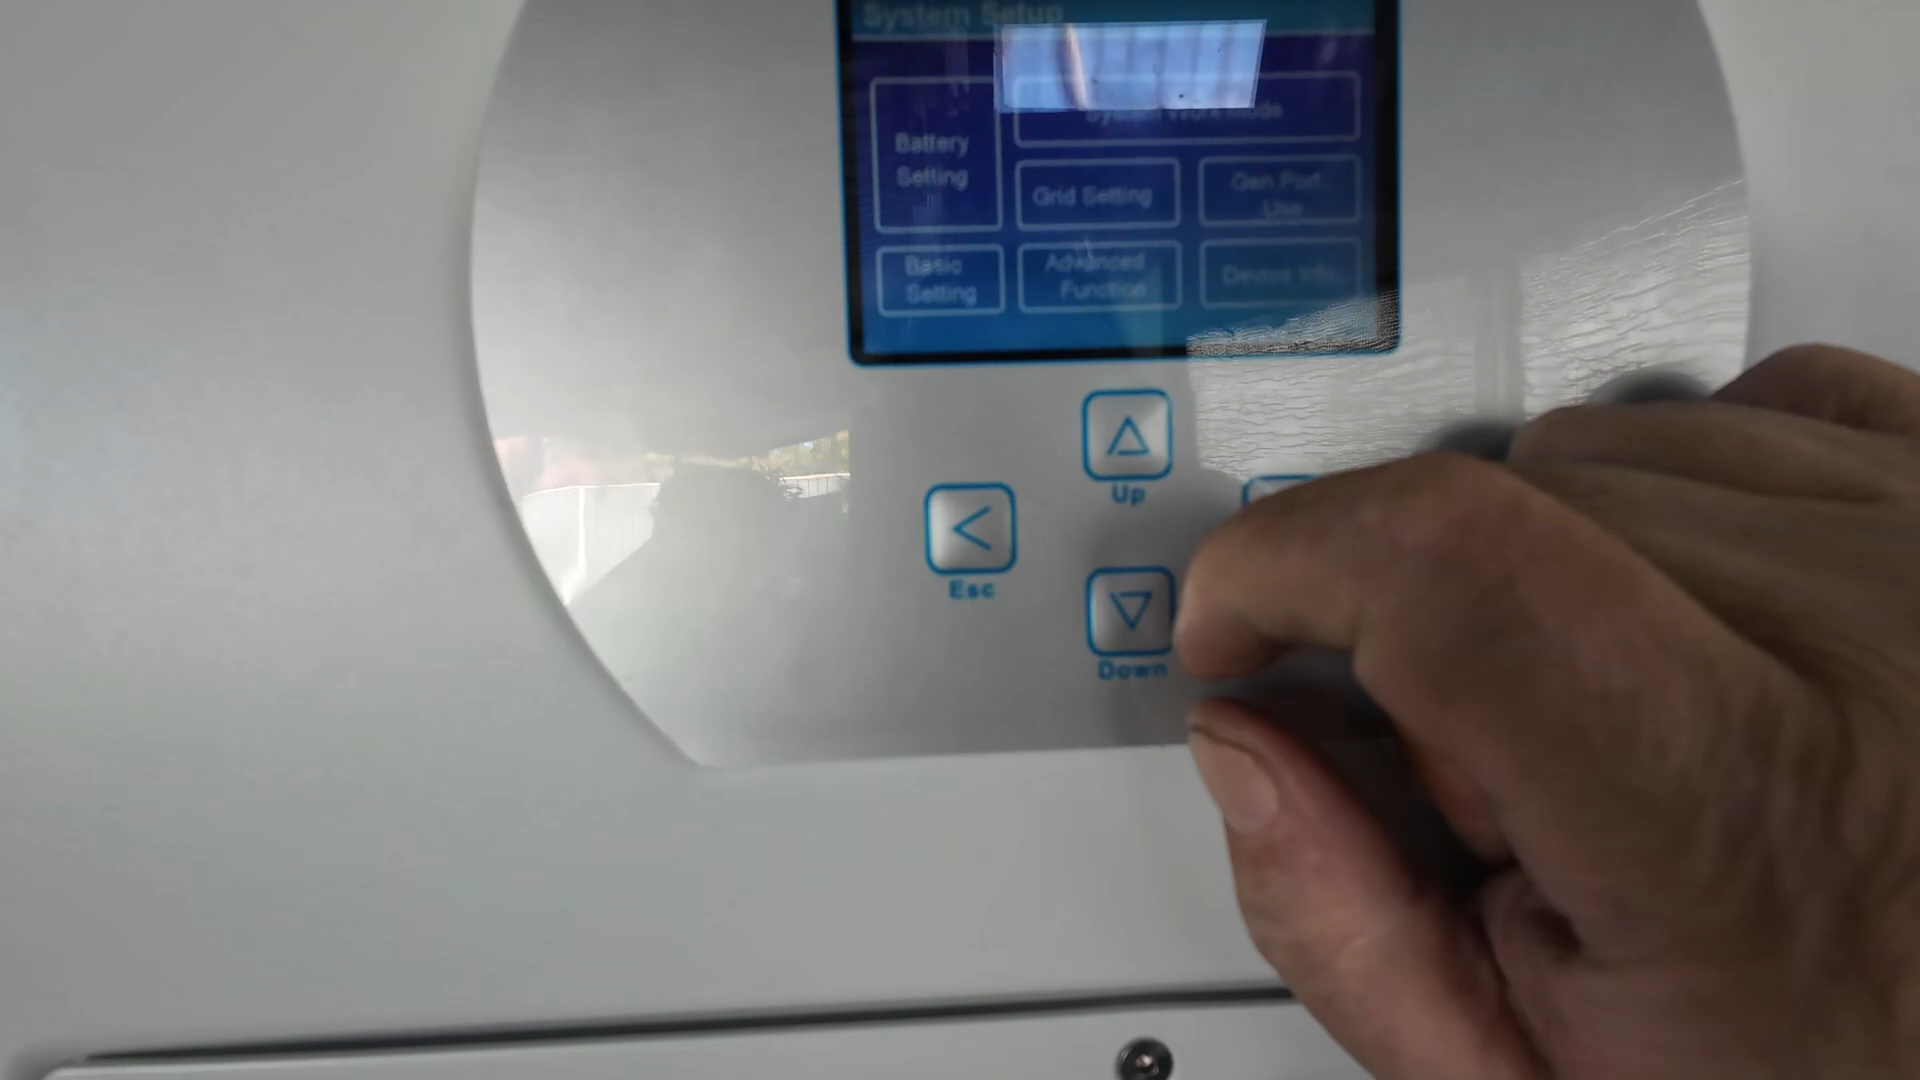 System Setup
System Work Mode
Battery
Setting
Grid Setting
Gen Port
Use
Basic
Setting
Advanced
Function
Device Info
Up
Esc
Down